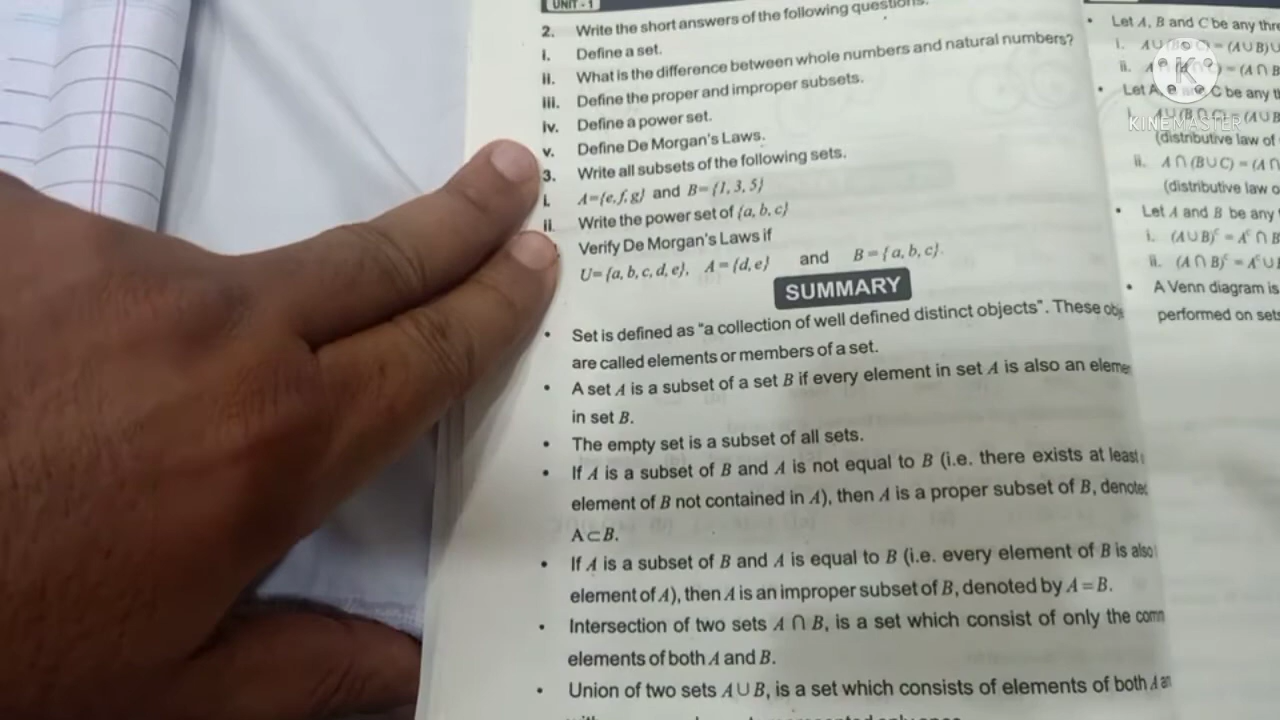 UNIT - 1
2. Write the short answers of the following questions.
i. Define a set.
ii. What is the difference between whole numbers and natural numbers?
iii. Define the proper and improper subsets.
iv. Define a power set.
v. Define De Morgan's Laws.
3. Write all subsets of the following sets.
i. A={e, f, g} and B={1, 3, 5}
ii. Write the power set of {a, b, c}
Verify De Morgan's Laws if
U={a, b, c, d, e}, A={d, e} and B={a, b, c}.
SUMMARY
• Set is defined as "a collection of well defined distinct objects". These obj
are called elements or members of a set.
• A set A is a subset of a set B if every element in set A is also an eleme
in set B.
• The empty set is a subset of all sets.
• If A is a subset of B and A is not equal to B (i.e. there exists at least
element of B not contained in A), then A is a proper subset of B, denoted
A⊂B.
• If A is a subset of B and A is equal to B (i.e. every element of B is also
element of A), then A is an improper subset of B, denoted by A = B.
• Intersection of two sets A ∩ B, is a set which consist of only the comm
elements of both A and B.
• Union of two sets A∪B, is a set which consists of elements of both A an
• Let A, B and C be any thre
i. A∪(B∪C) = (A∪B)∪
ii. = (A∩B
• Let A, C be any t
i. A∪(B∩C) = (A∪B
(distributive law of
ii. A∩(B∪C) = (A∩
(distributive law o
• Let A and B be any
i. (A∪B)ᶜ = Aᶜ ∩ B
ii. (A∩B)ᶜ = Aᶜ∪B
• A Venn diagram is
performed on sets
K
KINEMASTER